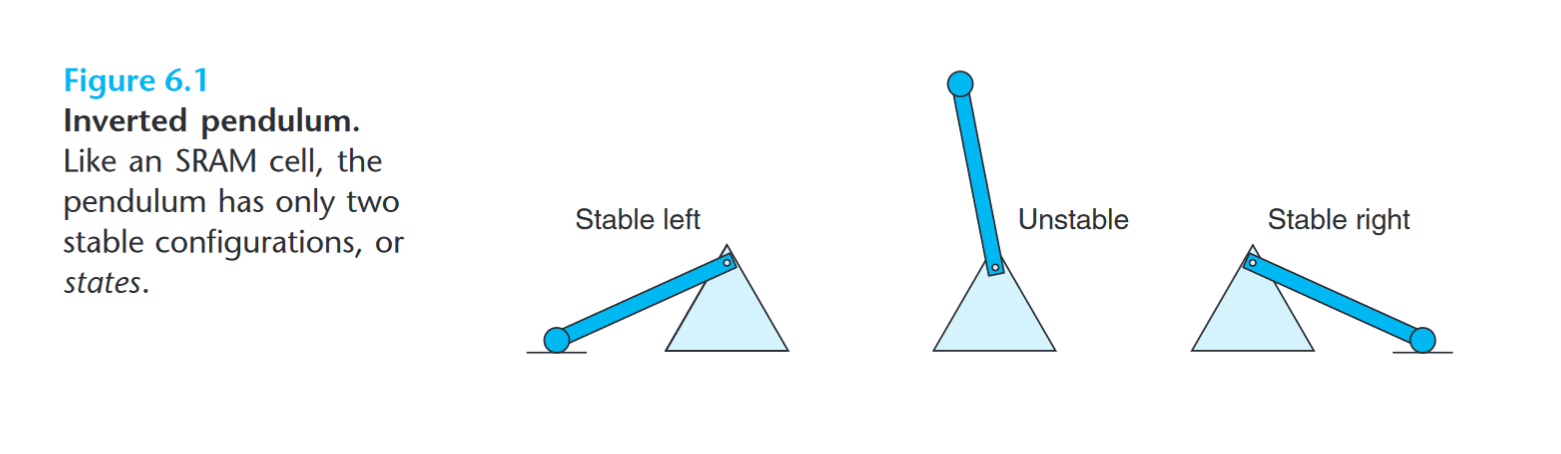 Figure 6.1
Inverted pendulum.
Like an SRAM cell, the
pendulum has only two
stable configurations, or
states.
Stable left
Unstable
Stable right